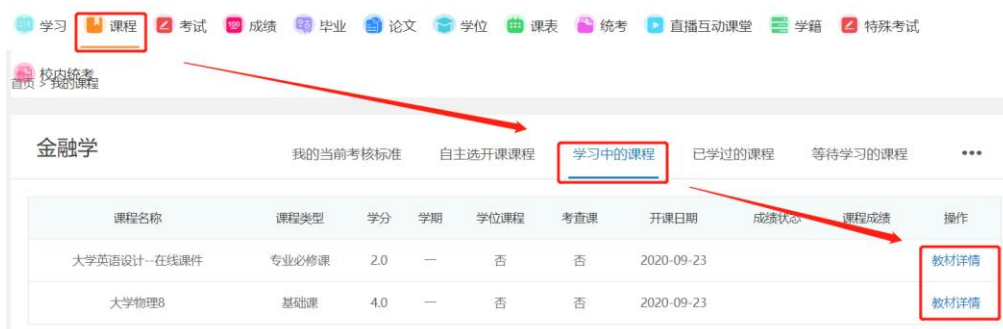 学习 课程 考试 成绩 毕业 论文 学位 课表 统考 直播互动课堂 学籍 特殊考试
校内统考
首页 > 我的课程
金融学 我的当前考核标准 自主选开课课程 学习中的课程 已学过的课程 等待学习的课程 •••
课程名称 课程类型 学分 学期 学位课程 考查课 开课日期 成绩状态 课程成绩 操作
大学英语设计--在线课件 专业必修课 2.0 — 否 否 2020-09-23 教材详情
大学物理8 基础课 4.0 — 否 否 2020-09-23 教材详情